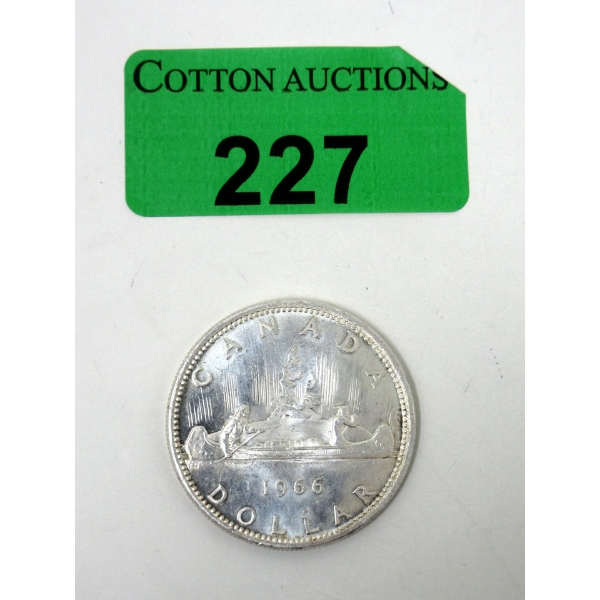 COTTON AUCTIONS
227
CANADA
1966
DOLLAR